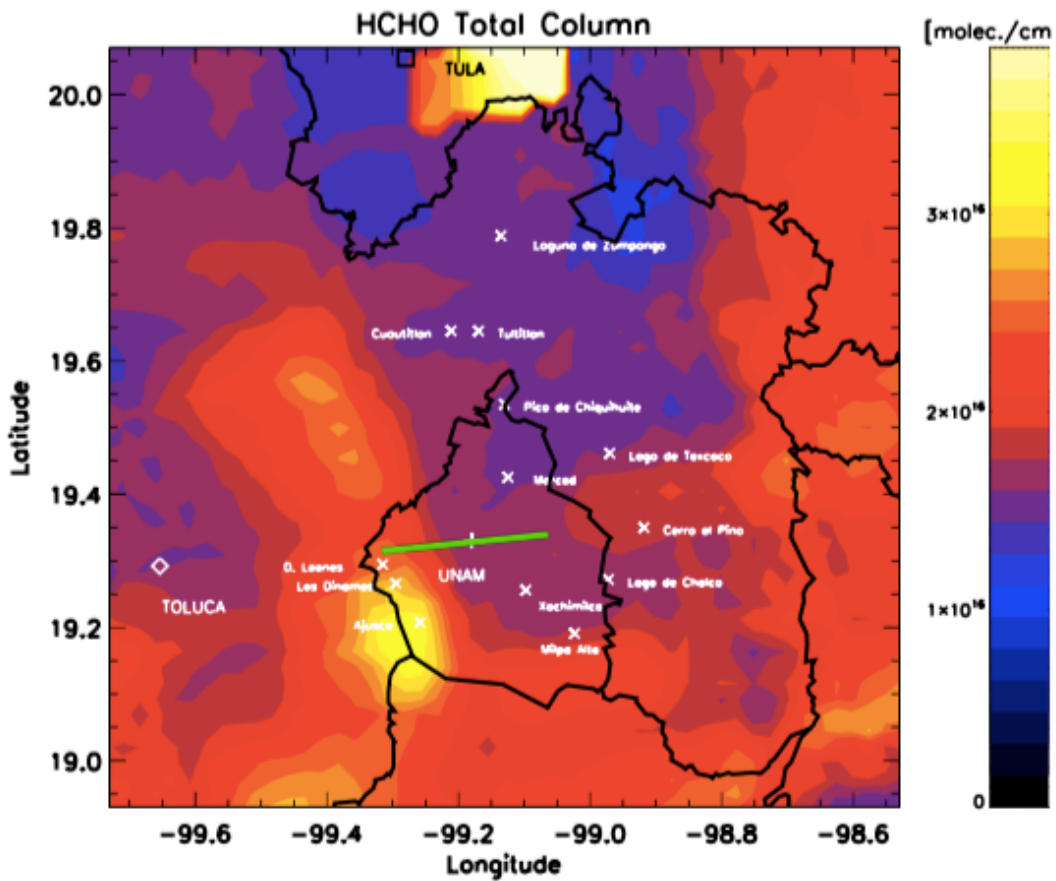 HCHO Total Column
[molec./cm
TULA
20.0
19.8
19.6
19.4
19.2
19.0
Latitude
Laguna de Zumpango
Cuautitlan
Tultitlan
Pico de Chiquihuite
Lago de Texcoco
Merced
Cerro el Pino
D. Leones
UNAM
Los Dinamos
Lago de Chalco
TOLUCA
Xochimilco
Ajusco
Milpa Alta
3×10¹⁶
2×10¹⁶
1×10¹⁶
0
−99.6
−99.4
−99.2
−99.0
−98.8
−98.6
Longitude